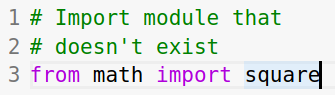 1 # Import module that
2 # doesn't exist
3 from math import square